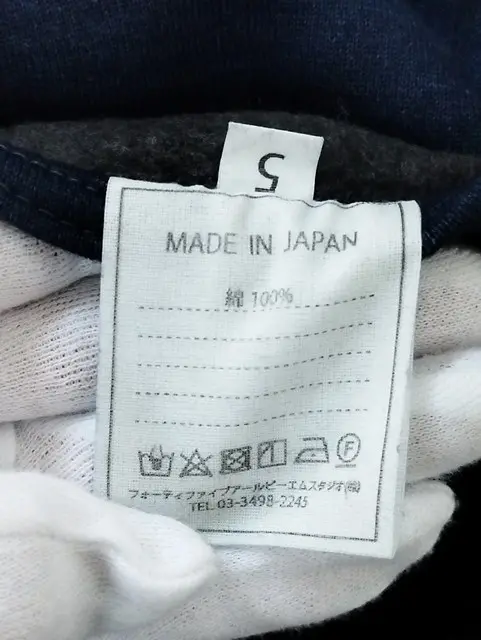 5
MADE IN JAPAN
綿 100%
フォーティファイブアールピーエムスタジオ(株)
TEL 03-3498-2245